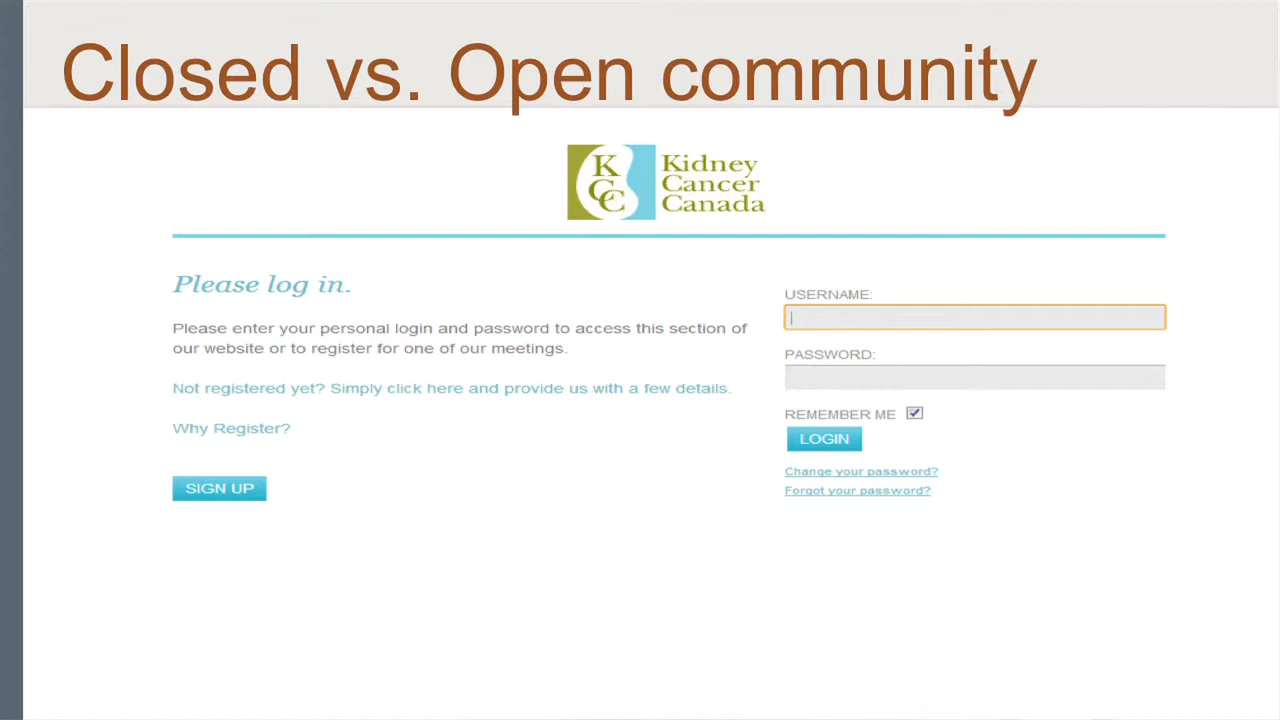 Closed vs. Open community
K
C
C
Kidney
Cancer
Canada
Please log in.
Please enter your personal login and password to access this section of
our website or to register for one of our meetings.
Not registered yet? Simply click here and provide us with a few details.
Why Register?
SIGN UP
USERNAME:
PASSWORD:
REMEMBER ME
LOGIN
Change your password?
Forgot your password?